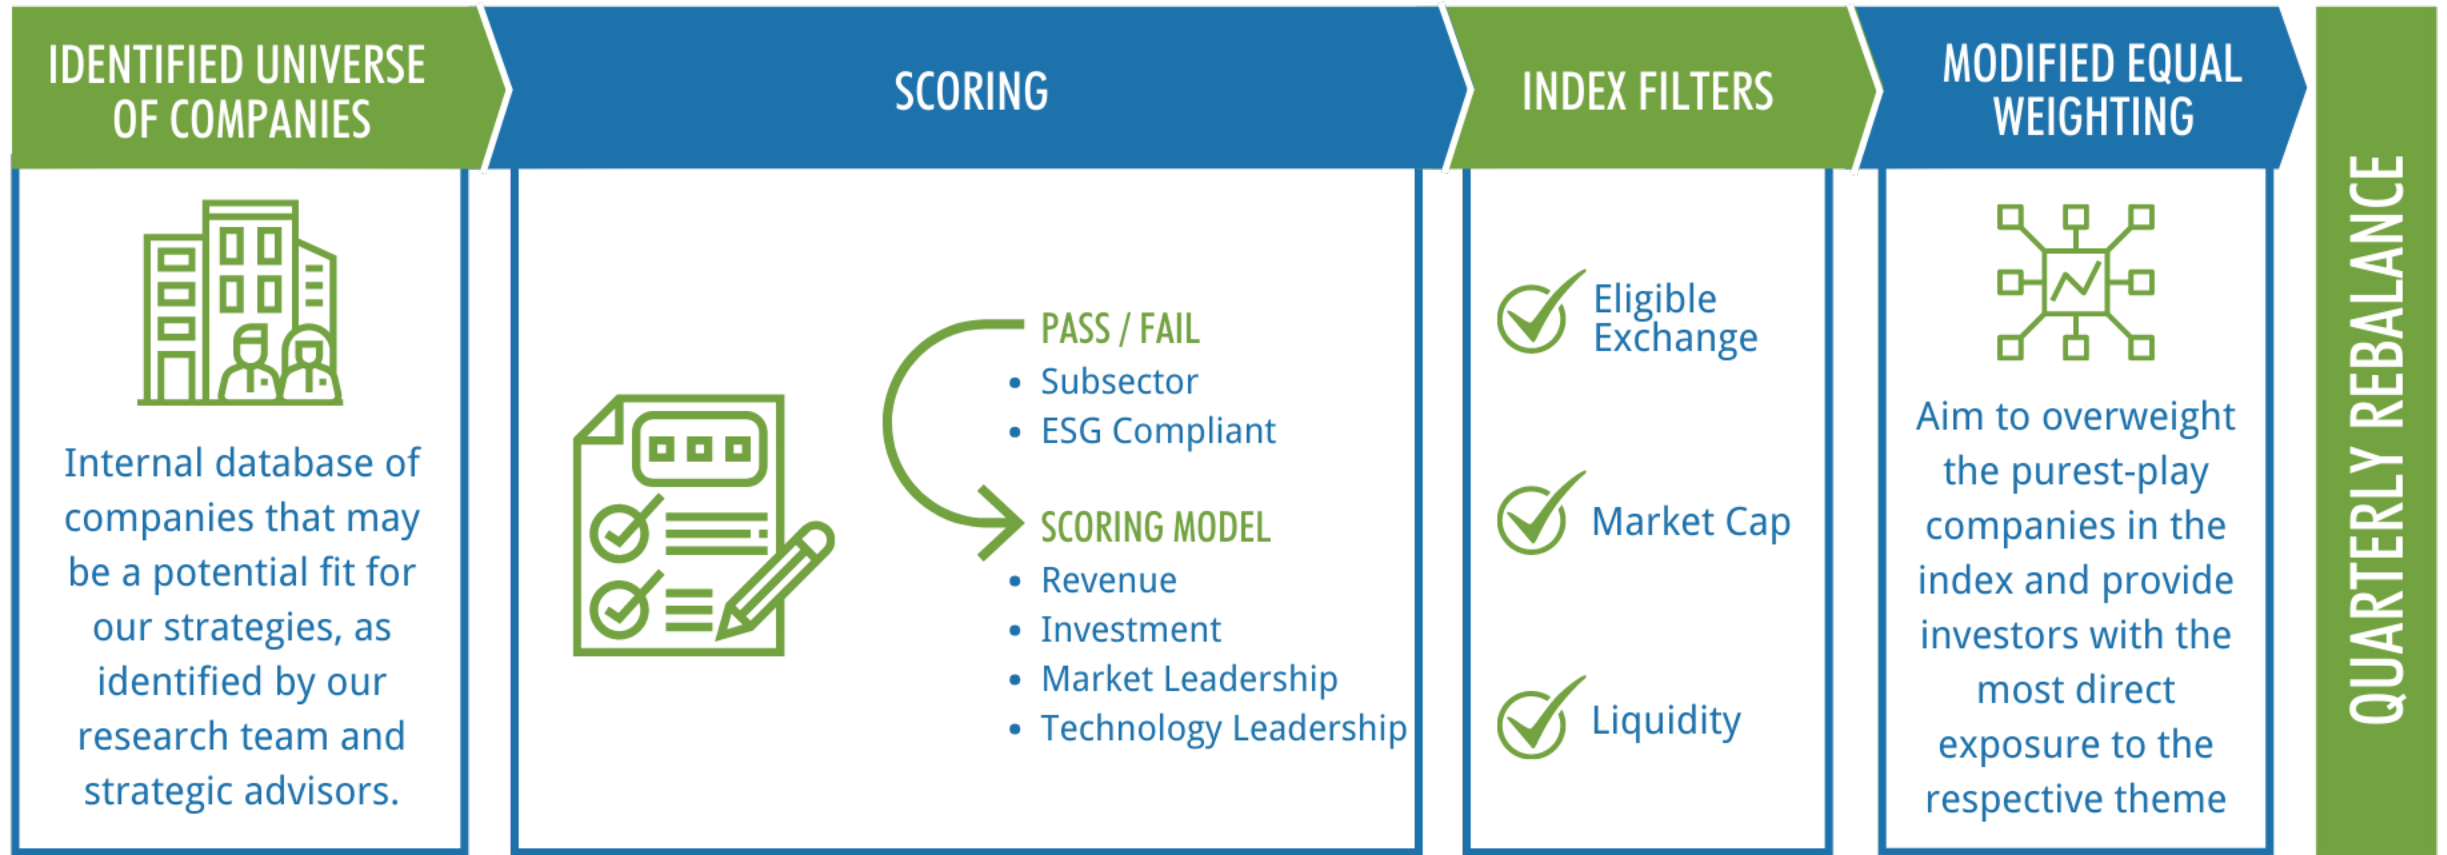 IDENTIFIED UNIVERSE
OF COMPANIES
Internal database of
companies that may
be a potential fit for
our strategies, as
identified by our
research team and
strategic advisors.
SCORING
PASS / FAIL
• Subsector
• ESG Compliant
SCORING MODEL
• Revenue
• Investment
• Market Leadership
• Technology Leadership
INDEX FILTERS
Eligible
Exchange
Market Cap
Liquidity
MODIFIED EQUAL
WEIGHTING
Aim to overweight
the purest-play
companies in the
index and provide
investors with the
most direct
exposure to the
respective theme
QUARTERLY REBALANCE